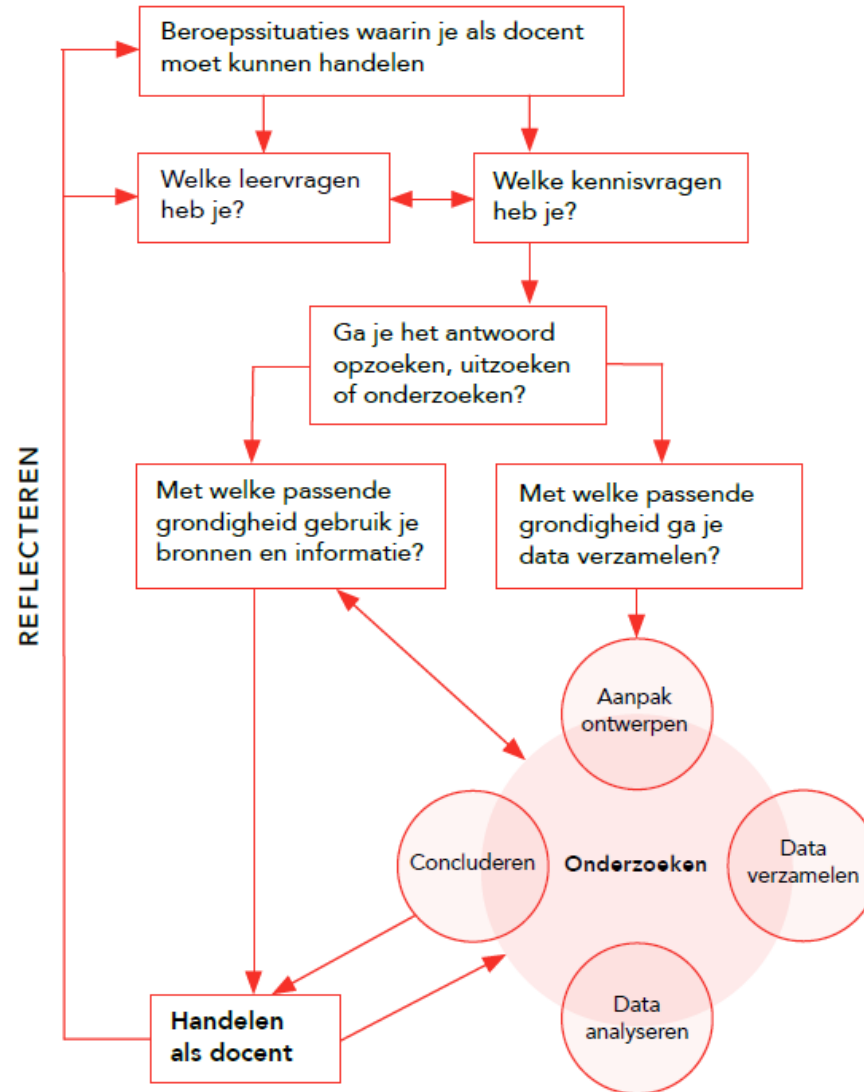 Beroepssituaties waarin je als docent
moet kunnen handelen
Welke leervragen
heb je?
Welke kennisvragen
heb je?
Ga je het antwoord
opzoeken, uitzoeken
of onderzoeken?
REFLECTEREN
Met welke passende
grondigheid gebruik je
bronnen en informatie?
Met welke passende
grondigheid ga je
data verzamelen?
Aanpak
ontwerpen
Concluderen
Onderzoeken
Data
verzamelen
Data
analyseren
Handelen
als docent